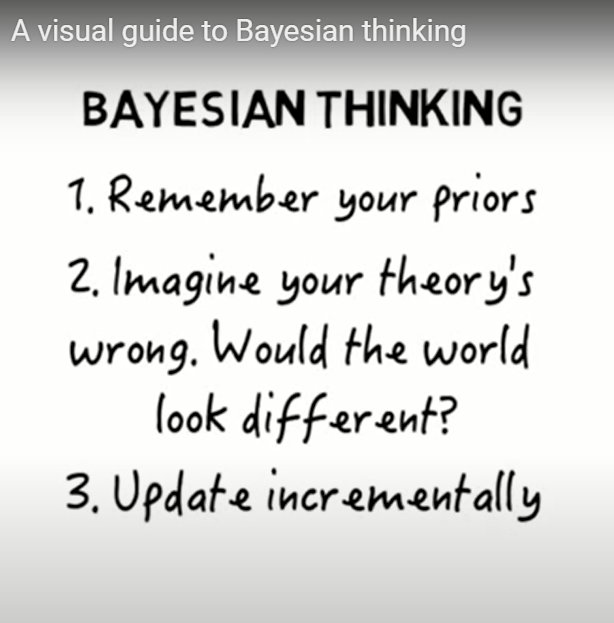 A visual guide to Bayesian thinking
BAYESIAN THINKING
1. Remember your priors
2. Imagine your theory's
wrong. Would the world
look different?
3. Update incrementally